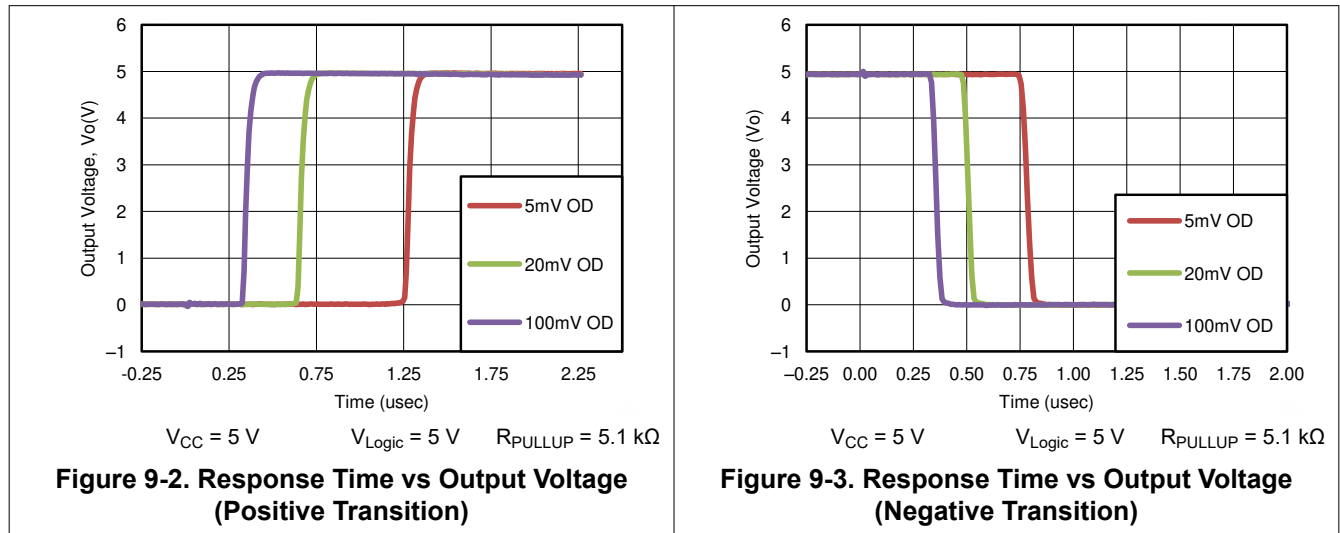 6
5
4
3
2
1
0
–1
Output Voltage, Vo(V)
-0.25 0.25 0.75 1.25 1.75 2.25
Time (usec)
5mV OD
20mV OD
100mV OD
VCC = 5 V VLogic = 5 V RPULLUP = 5.1 kΩ
Figure 9-2. Response Time vs Output Voltage
(Positive Transition)
6
5
4
3
2
1
0
–1
Output Voltage (Vo)
–0.25 0.00 0.25 0.50 0.75 1.00 1.25 1.50 1.75 2.00
Time (usec)
5mV OD
20mV OD
100mV OD
VCC = 5 V VLogic = 5 V RPULLUP = 5.1 kΩ
Figure 9-3. Response Time vs Output Voltage
(Negative Transition)